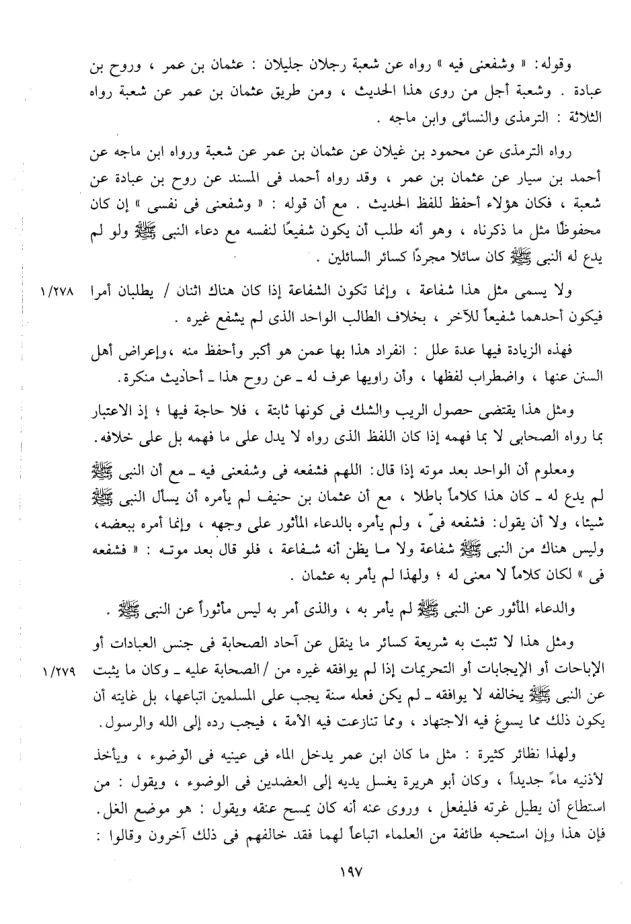 وقوله: « وشفعنى فيه » رواه عن شعبة رجلان جليلان : عثمان بن عمر ، وروح بن
عبادة . وشعبة أجل من روى هذا الحديث ، ومن طريق عثمان بن عمر عن شعبة رواه
الثلاثة : الترمذى والنسائى وابن ماجه .
رواه الترمذى عن محمود بن غيلان عن عثمان بن عمر عن شعبة ورواه ابن ماجه عن
أحمد بن سيار عن عثمان بن عمر ، وقد رواه أحمد فى المسند عن روح بن عبادة عن
شعبة ، فكان هؤلاء أحفظ للفظ الحديث . مع أن قوله : « وشفعنى فى نفسى » إن كان
محفوظًا مثل ما ذكرناه ، وهو أنه طلب أن يكون شفيعًا لنفسه مع دعاء النبى ﷺ ولو لم
يدع له النبى ﷺ كان سائلا مجردًا كسائر السائلين .
ولا يسمى مثل هذا شفاعة ، وإنما تكون الشفاعة إذا كان هناك اثنان / يطلبان أمرا ١/٢٧٨
فيكون أحدهما شفيعاً للآخر ، بخلاف الطالب الواحد الذى لم يشفع غيره .
فهذه الزيادة فيها عدة علل : انفراد هذا بها عمن هو أكبر وأحفظ منه ،وإعراض أهل
السنن عنها ، واضطراب لفظها ، وأن راويها عرف له ــ عن روح هذا ــ أحاديث منكرة.
ومثل هذا يقتضى حصول الريب والشك فى كونها ثابتة ، فلا حاجة فيها ؛ إذ الاعتبار
بما رواه الصحابى لا بما فهمه إذا كان اللفظ الذى رواه لا يدل على ما فهمه بل على خلافه.
ومعلوم أن الواحد بعد موته إذا قال: اللهم فشفعه فى وشفعنى فيه ــ مع أن النبى ﷺ
لم يدع له ــ كان هذا كلاماً باطلا ، مع أن عثمان بن حنيف لم يأمره أن يسأل النبى ﷺ
شيئا، ولا أن يقول: فشفعه فىّ ، ولم يأمره بالدعاء المأثور على وجهه ، وإنما أمره ببعضه،
وليس هناك من النبى ﷺ شفاعة ولا مـا يظن أنه شـفاعة ، فلو قال بعد موتـه : « فشفعه
فى » لكان كلاماً لا معنى له ؛ ولهذا لم يأمر به عثمان .
والدعاء المأثور عن النبى ﷺ لم يأمر به ، والذى أمر به ليس مأثوراً عن النبى ﷺ .
ومثل هذا لا تثبت به شريعة كسائر ما ينقل عن آحاد الصحابة فى جنس العبادات أو
الإباحات أو الإيجابات أو التحريمات إذا لم يوافقه غيره من / الصحابة عليه ــ وكان ما يثبت ١/٢٧٩
عن النبى ﷺ يخالفه لا يوافقه ــ لم يكن فعله سنة يجب على المسلمين اتباعها، بل غايته أن
يكون ذلك مما يسوغ فيه الاجتهاد ، ومما تنازعت فيه الأمة ، فيجب رده إلى الله والرسول.
ولهذا نظائر كثيرة : مثل ما كان ابن عمر يدخل الماء فى عينيه فى الوضوء ، ويأخذ
لأذنيه ماءً جديداً ، وكان أبو هريرة يغسل يديه إلى العضدين فى الوضوء ، ويقول : من
استطاع أن يطيل غرته فليفعل ، وروى عنه أنه كان يمسح عنقه ويقول : هو موضع الغل.
فإن هذا وإن استحبه طائفة من العلماء اتباعاً لهما فقد خالفهم فى ذلك آخرون وقالوا :
١٩٧